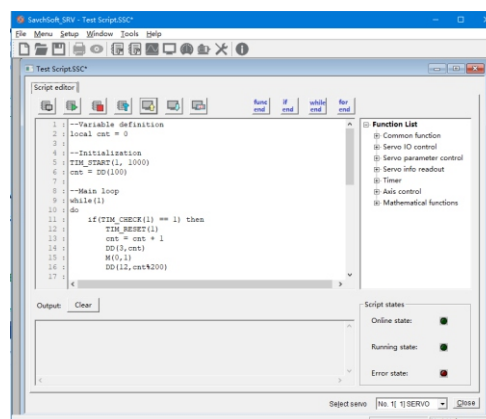 SavchSoft_SRV - Test Script.SSC*
File Menu Setup Window Tools Help
Test Script.SSC*
Script editor
func end if end while end for end
1 : --Variable definition
2 : local cnt = 0
3 :
4 : --Initialization
5 : TIM_START(1, 1000)
6 : cnt = DD(100)
7 :
8 : --Main loop
9 : while(1)
10 : do
11 : if(TIM_CHECK(1) == 1) then
12 : TIM_RESET(1)
13 : cnt = cnt + 1
14 : DD(3,cnt)
15 : M(0,1)
16 : DD(12,cnt%200)
17 :
Function List
Common function
Servo IO control
Servo parameter control
Servo info readout
Timer
Axis control
Mathematical functions
Output: Clear
Script states
Online state:
Running state:
Error state:
Select servo No. 1[ 1] SERVO Close